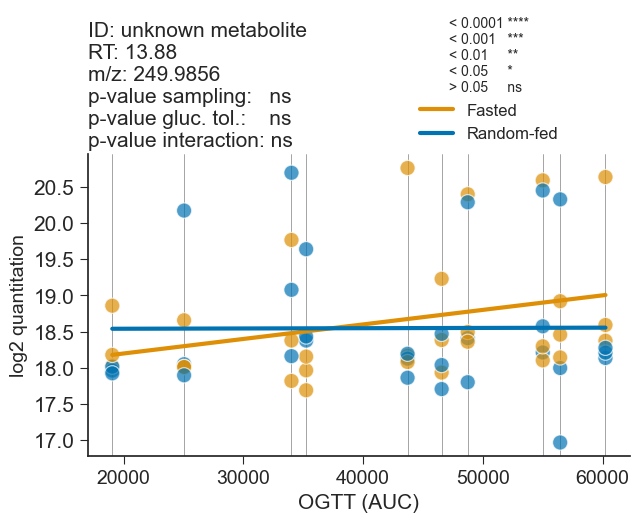 ID: unknown metabolite
RT: 13.88
m/z: 249.9856
p-value sampling: ns
p-value gluc. tol.: ns
p-value interaction: ns
< 0.0001 ****
< 0.001 ***
< 0.01 **
< 0.05 *
> 0.05 ns
Fasted
Random-fed
log2 quantitation
20.5
20.0
19.5
19.0
18.5
18.0
17.5
17.0
20000 30000 40000 50000 60000
OGTT (AUC)